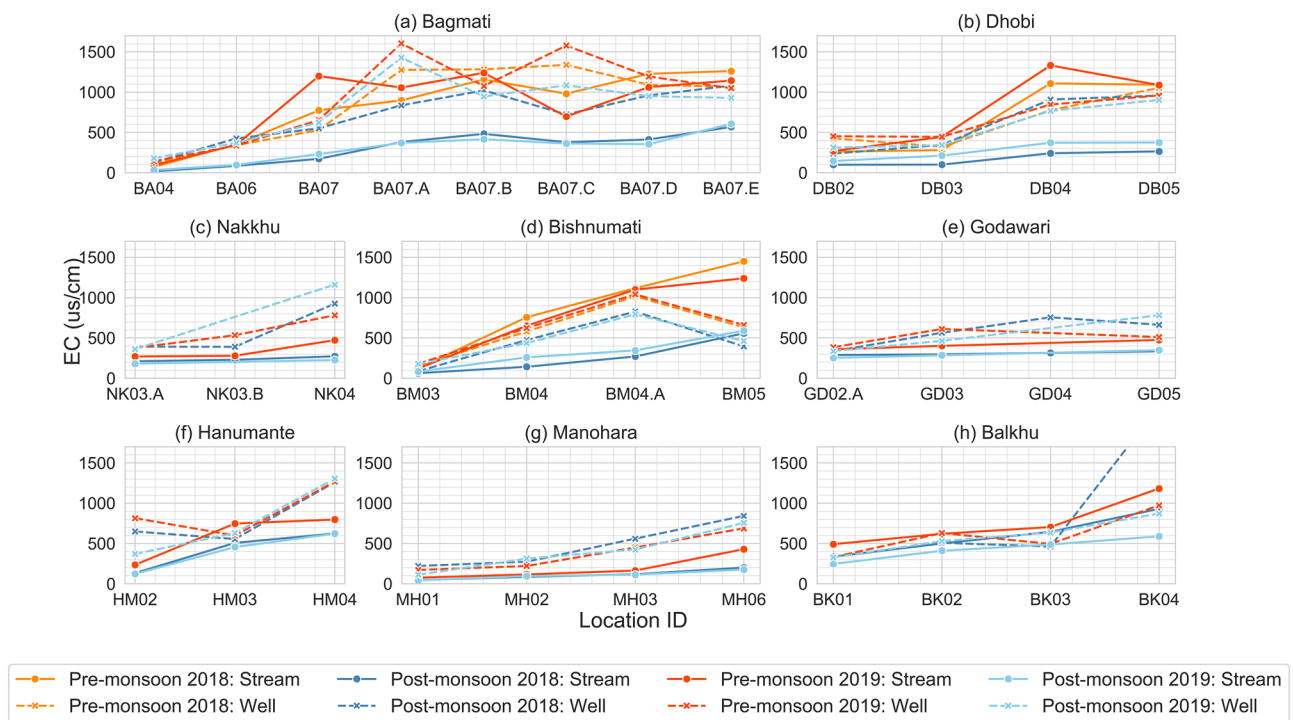 (a) Bagmati
(b) Dhobi
1500
1000
500
0
BA04 BA06 BA07 BA07.A BA07.B BA07.C BA07.D BA07.E
1500
1000
500
0
DB02 DB03 DB04 DB05
(c) Nakkhu
(d) Bishnumati
(e) Godawari
EC (us/cm)
1500
1000
500
0
NK03.A NK03.B NK04
1500
1000
500
0
BM03 BM04 BM04.A BM05
1500
1000
500
0
GD02.A GD03 GD04 GD05
(f) Hanumante
(g) Manohara
(h) Balkhu
1500
1000
500
0
HM02 HM03 HM04
1500
1000
500
0
MH01 MH02 MH03 MH06
1500
1000
500
0
BK01 BK02 BK03 BK04
Location ID
Pre-monsoon 2018: Stream Post-monsoon 2018: Stream Pre-monsoon 2019: Stream Post-monsoon 2019: Stream
Pre-monsoon 2018: Well Post-monsoon 2018: Well Pre-monsoon 2019: Well Post-monsoon 2019: Well